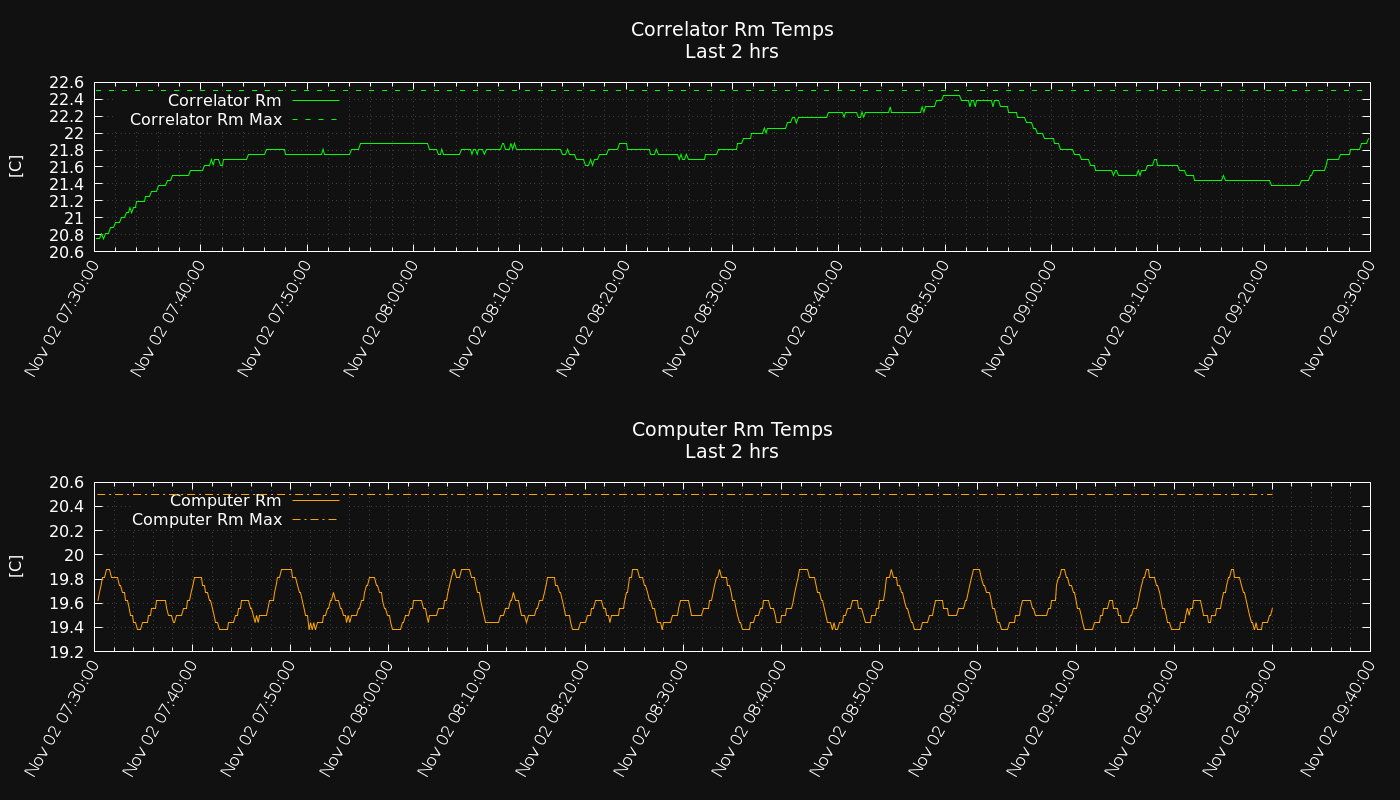 Correlator Rm Temps
Last 2 hrs
22.6
22.4
22.2
22
21.8
21.6
21.4
21.2
21
20.8
20.6
[C]
Correlator Rm
Correlator Rm Max
Nov 02 07:30:00
Nov 02 07:40:00
Nov 02 07:50:00
Nov 02 08:00:00
Nov 02 08:10:00
Nov 02 08:20:00
Nov 02 08:30:00
Nov 02 08:40:00
Nov 02 08:50:00
Nov 02 09:00:00
Nov 02 09:10:00
Nov 02 09:20:00
Nov 02 09:30:00
Computer Rm Temps
Last 2 hrs
20.6
20.4
20.2
20
19.8
19.6
19.4
19.2
[C]
Computer Rm
Computer Rm Max
Nov 02 07:30:00
Nov 02 07:40:00
Nov 02 07:50:00
Nov 02 08:00:00
Nov 02 08:10:00
Nov 02 08:20:00
Nov 02 08:30:00
Nov 02 08:40:00
Nov 02 08:50:00
Nov 02 09:00:00
Nov 02 09:10:00
Nov 02 09:20:00
Nov 02 09:30:00
Nov 02 09:40:00